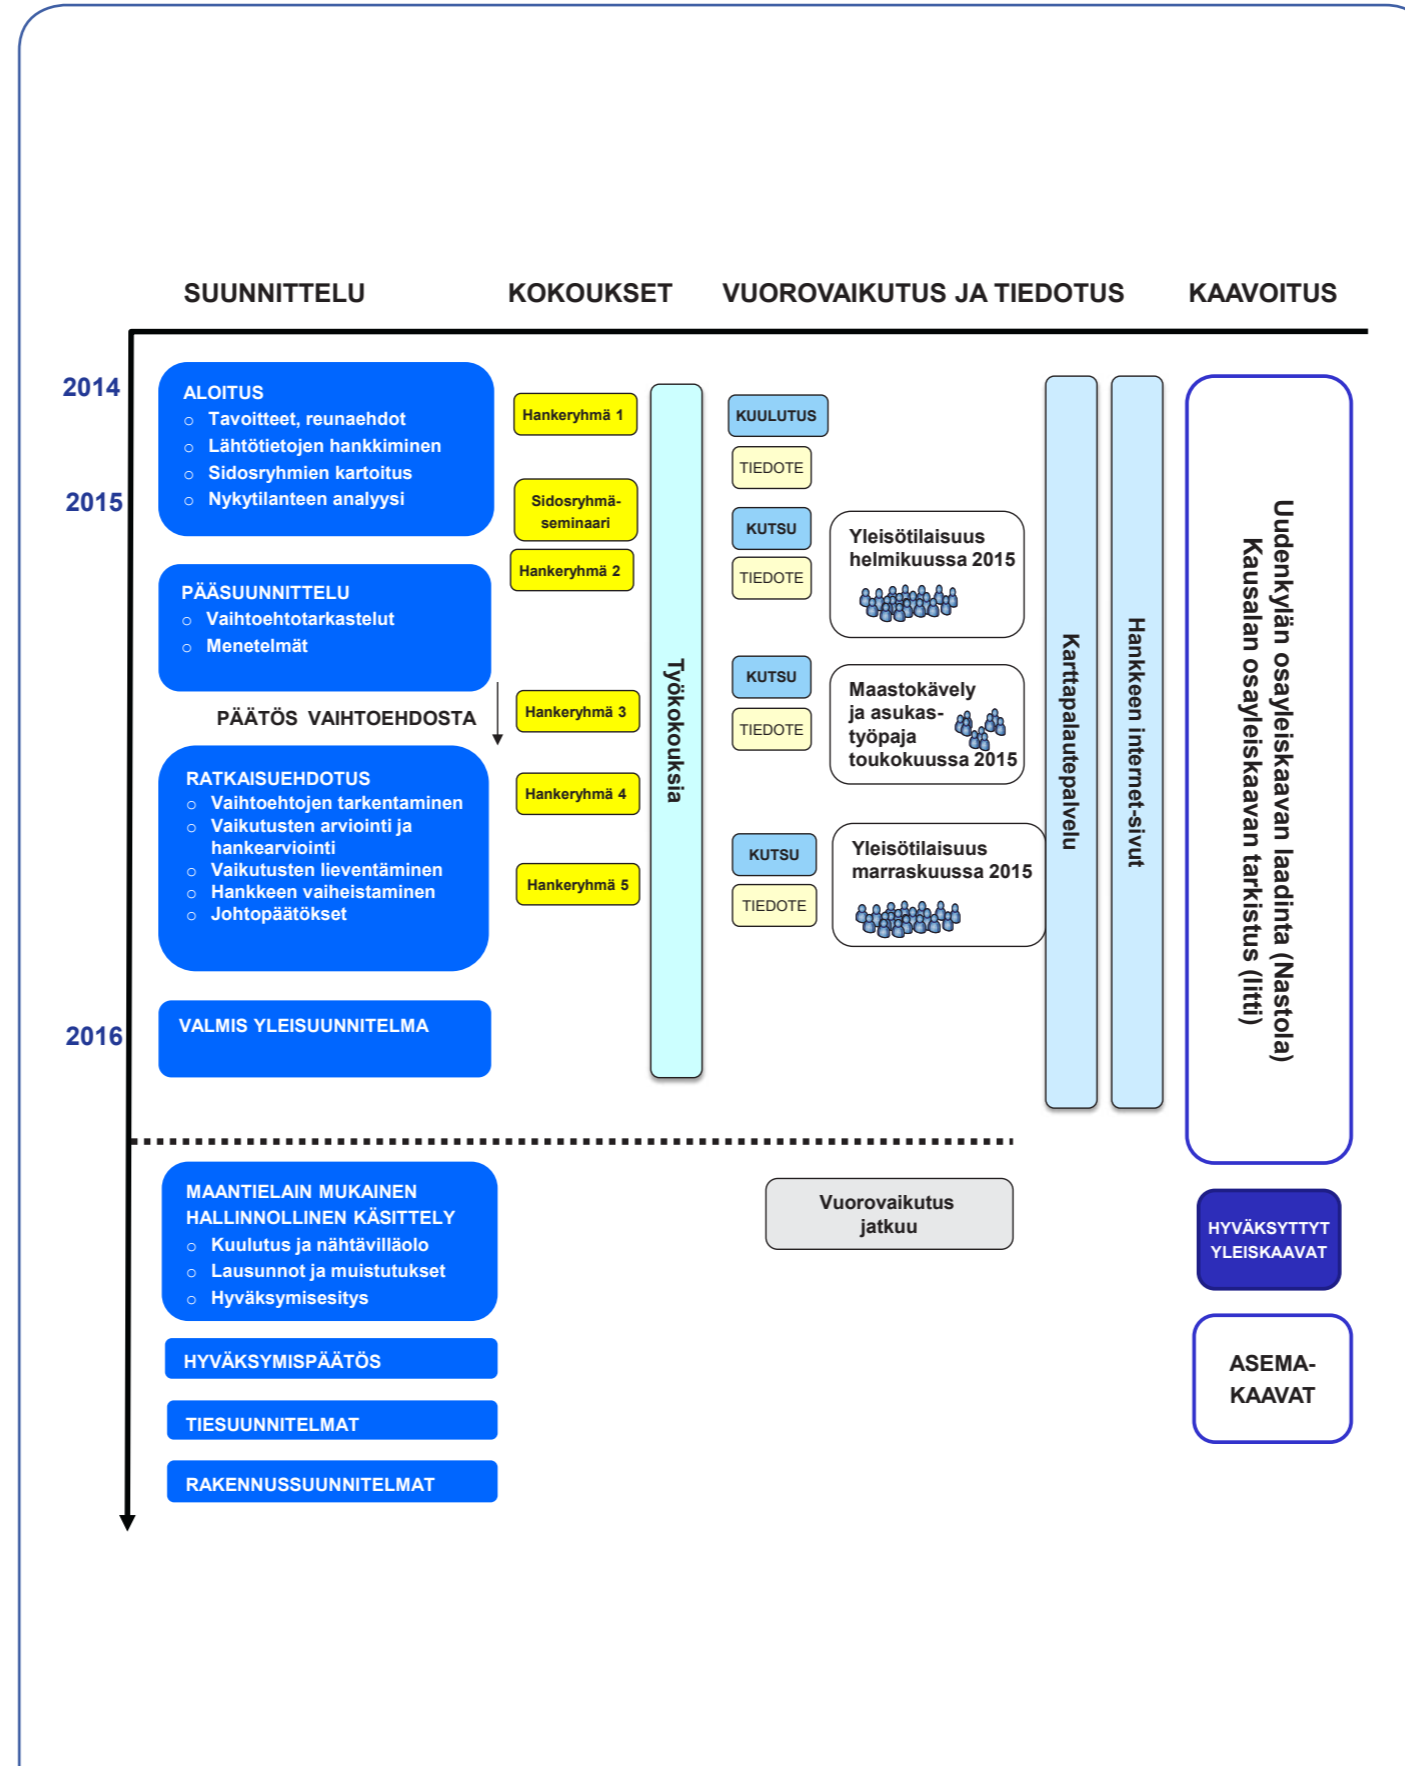 SUUNNITTELU
KOKOUKSET
VUOROVAIKUTUS JA TIEDOTUS
KAAVOITUS
2014
2015
2016
ALOITUS
○ Tavoitteet, reunaehdot
○ Lähtötietojen hankkiminen
○ Sidosryhmien kartoitus
○ Nykytilanteen analyysi
PÄÄSUUNNITTELU
○ Vaihtoehtotarkastelut
○ Menetelmät
PÄÄTÖS VAIHTOEHDOSTA
RATKAISUEHDOTUS
○ Vaihtoehtojen tarkentaminen
○ Vaikutusten arviointi ja
hankearviointi
○ Vaikutusten lieventäminen
○ Hankkeen vaiheistaminen
○ Johtopäätökset
VALMIS YLEISUUNNITELMA
MAANTIELAIN MUKAINEN
HALLINNOLLINEN KÄSITTELY
○ Kuulutus ja nähtävilläolo
○ Lausunnot ja muistutukset
○ Hyväksymisesitys
HYVÄKSYMISPÄÄTÖS
TIESUUNNITELMAT
RAKENNUSSUUNNITELMAT
Hankeryhmä 1
Sidosryhmä-
seminaari
Hankeryhmä 2
Hankeryhmä 3
Hankeryhmä 4
Hankeryhmä 5
Työkokouksia
KUULUTUS
TIEDOTE
KUTSU
TIEDOTE
Yleisötilaisuus
helmikuussa 2015
KUTSU
TIEDOTE
Maastokävely
ja asukas-
työpaja
toukokuussa 2015
KUTSU
TIEDOTE
Yleisötilaisuus
marraskuussa 2015
Vuorovaikutus
jatkuu
Karttapalautepalvelu
Hankkeen internet-sivut
Uudenkylän osayleiskaavan laadinta (Nastola)
Kausalan osayleiskaavan tarkistus (Iitti)
HYVÄKSYTTYT
YLEISKAAVAT
ASEMA-
KAAVAT